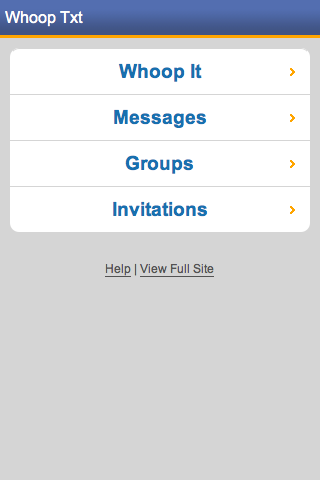 Whoop Txt
Whoop It
Messages
Groups
Invitations
Help | View Full Site